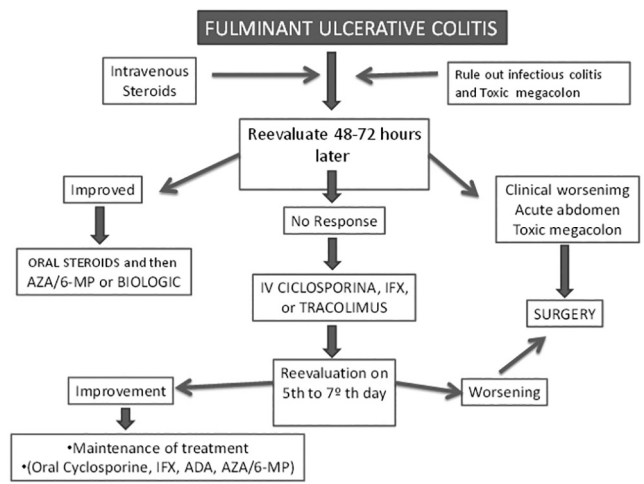 FULMINANT ULCERATIVE COLITIS
Intravenous
Steroids
Rule out infectious colitis
and Toxic megacolon
Reevaluate 48-72 hours
later
Improved
No Response
Clinical worsenimg
Acute abdomen
Toxic megacolon
ORAL STEROIDS and then
AZA/6-MP or BIOLOGIC
IV CICLOSPORINA, IFX,
or TRACOLIMUS
SURGERY
Reevaluation on
5th to 7º th day
Improvement
Worsening
•Maintenance of treatment
•(Oral Cyclosporine, IFX, ADA, AZA/6-MP)